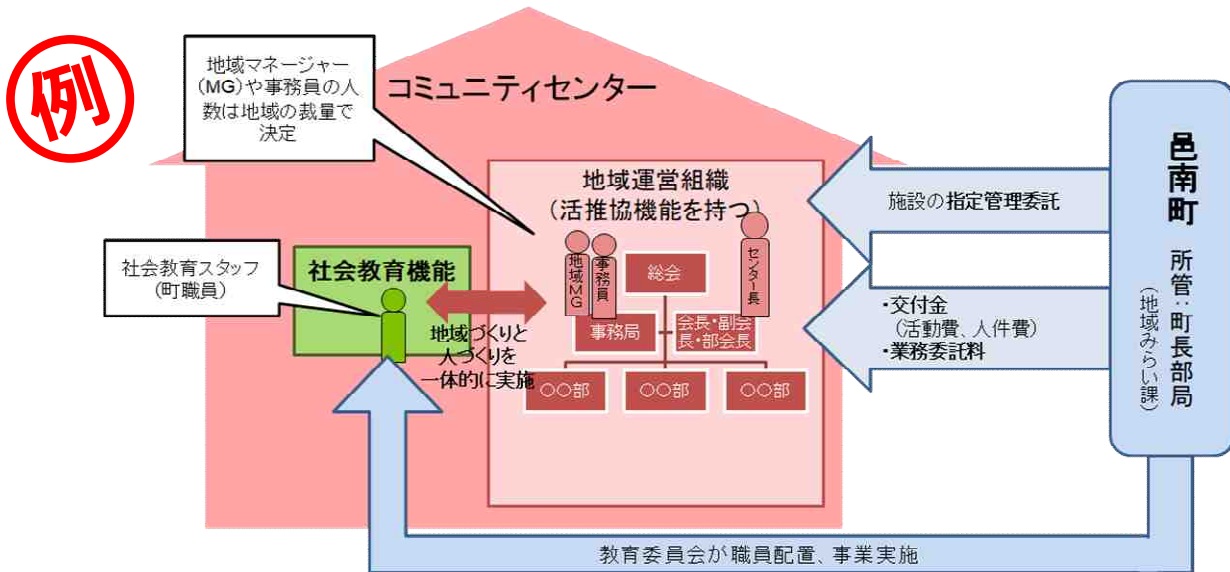 例
地域マネージャー
(MG)や事務員の人
数は地域の裁量で
決定
コミュニティセンター
地域運営組織
(活推協機能を持つ)
地域MG
事務員
センター長
総会
事務局
会長・副会
長・部会長
〇〇部
〇〇部
〇〇部
社会教育スタッフ
(町職員)
社会教育機能
地域づくりと
人づくりを
一体的に実施
施設の指定管理委託
・交付金
(活動費、人件費)
・業務委託料
邑南町 所管:町長部局
(地域みらい課)
教育委員会が職員配置、事業実施